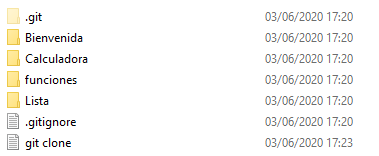 .git 03/06/2020 17:20
Bienvenida 03/06/2020 17:20
Calculadora 03/06/2020 17:20
funciones 03/06/2020 17:20
Lista 03/06/2020 17:20
.gitignore 03/06/2020 17:20
git clone 03/06/2020 17:23